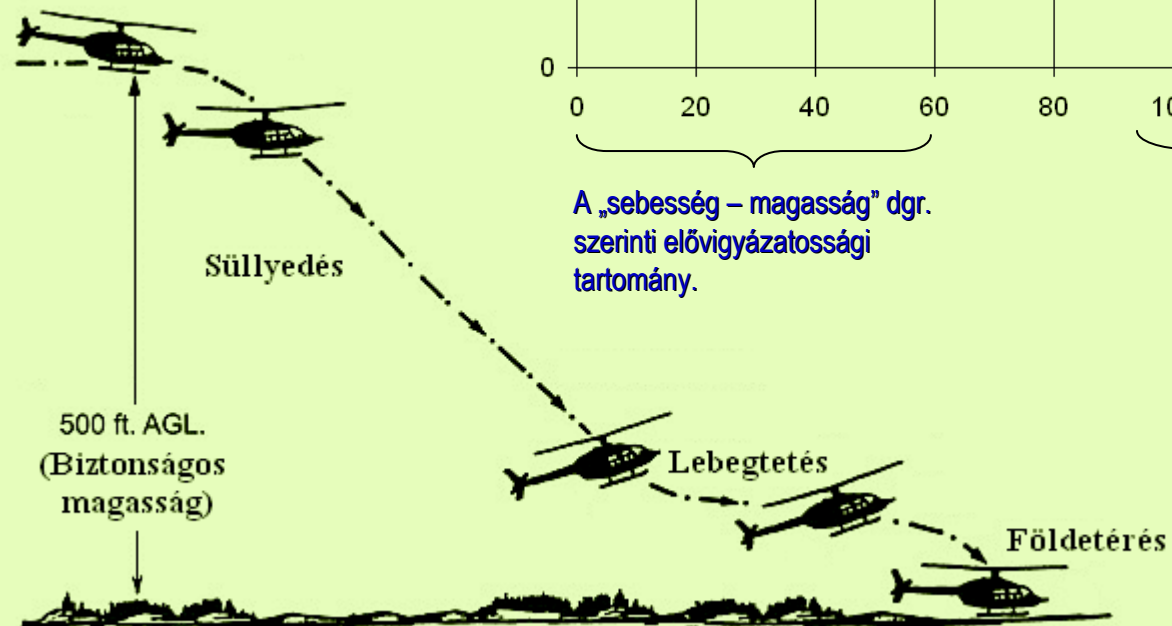 0
0 20 40 60 80 10
A „sebesség – magasság” dgr.
szerinti elővigyázatossági
tartomány.
Süllyedés
500 ft. AGL.
(Biztonságos
magasság)
Lebegtetés
Földetérés